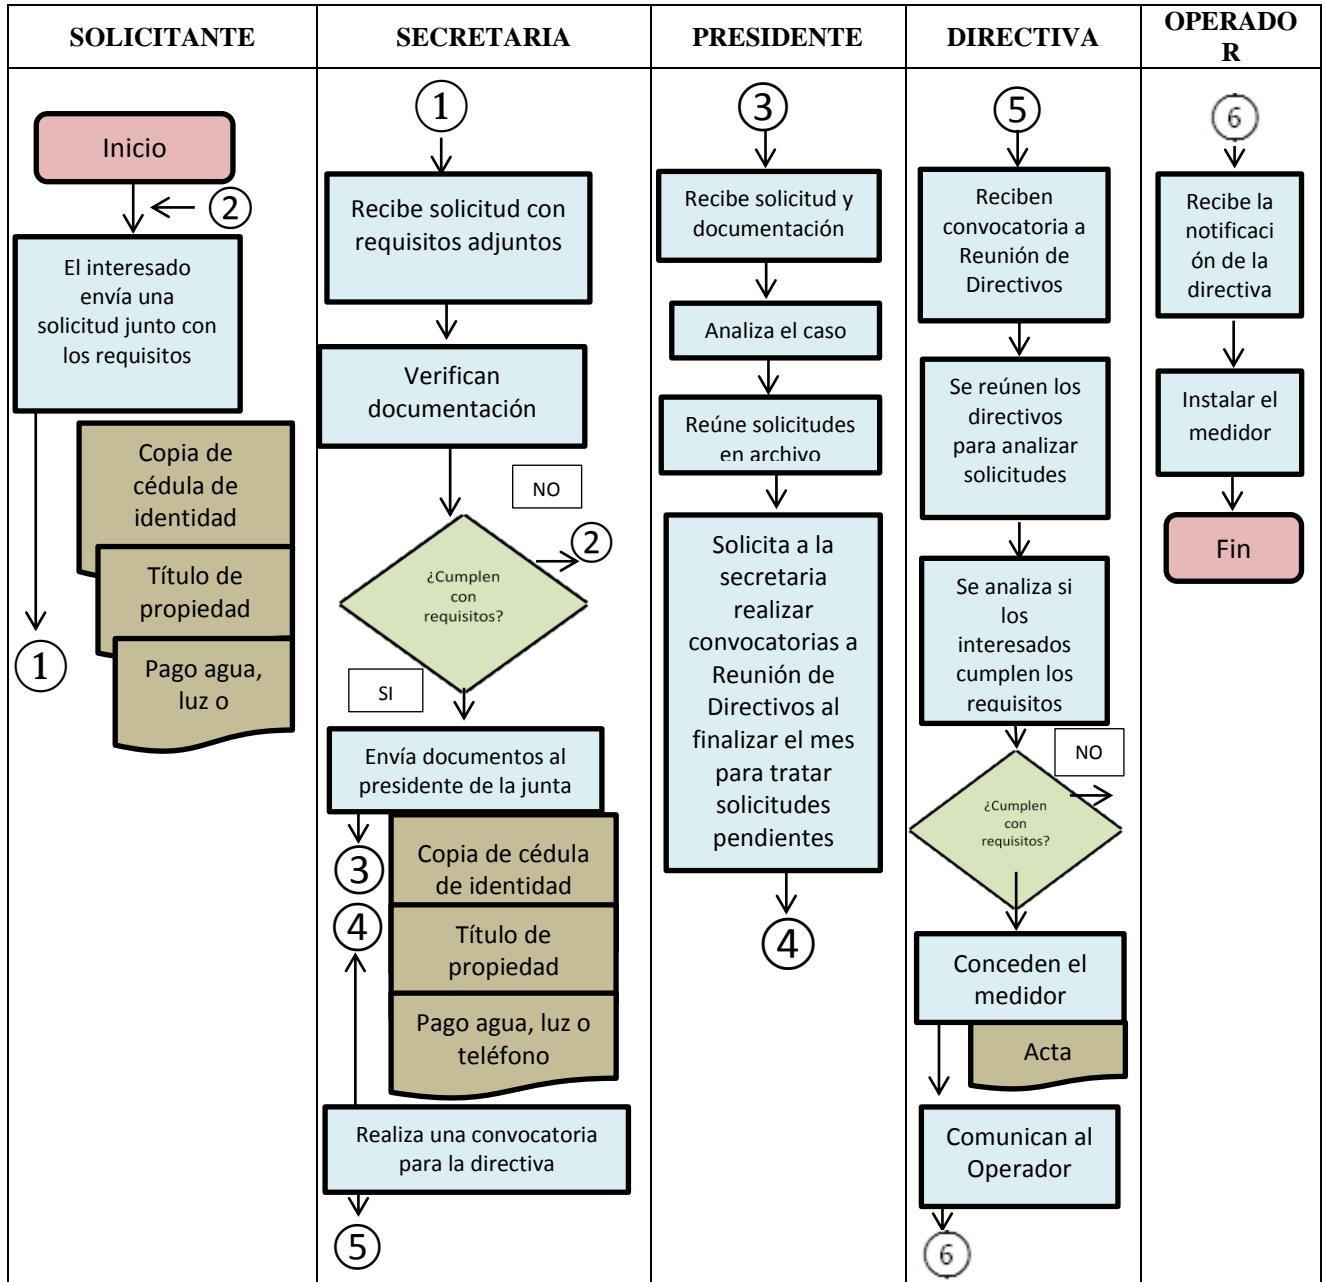 SOLICITANTE
SECRETARIA
PRESIDENTE
DIRECTIVA
OPERADO
R
Inicio
2
El interesado
envía una
solicitud junto con
los requisitos
Copia de
cédula de
identidad
Título de
propiedad
Pago agua,
luz o
1
1
Recibe solicitud con
requisitos adjuntos
Verifican
documentación
NO
2
¿Cumplen
con
requisitos?
SI
Envía documentos al
presidente de la junta
3
4
Copia de cédula
de identidad
Título de
propiedad
Pago agua, luz o
teléfono
Realiza una convocatoria
para la directiva
5
3
Recibe solicitud y
documentación
Analiza el caso
Reúne solicitudes
en archivo
Solicita a la
secretaria
realizar
convocatorias a
Reunión de
Directivos al
finalizar el mes
para tratar
solicitudes
pendientes
4
5
Reciben
convocatoria a
Reunión de
Directivos
Se reúnen los
directivos
para analizar
solicitudes
Se analiza si
los
interesados
cumplen los
requisitos
NO
¿Cumplen
con
requisitos?
Conceden el
medidor
Acta
Comunican al
Operador
6
6
Recibe la
notificaci
ón de la
directiva
Instalar el
medidor
Fin